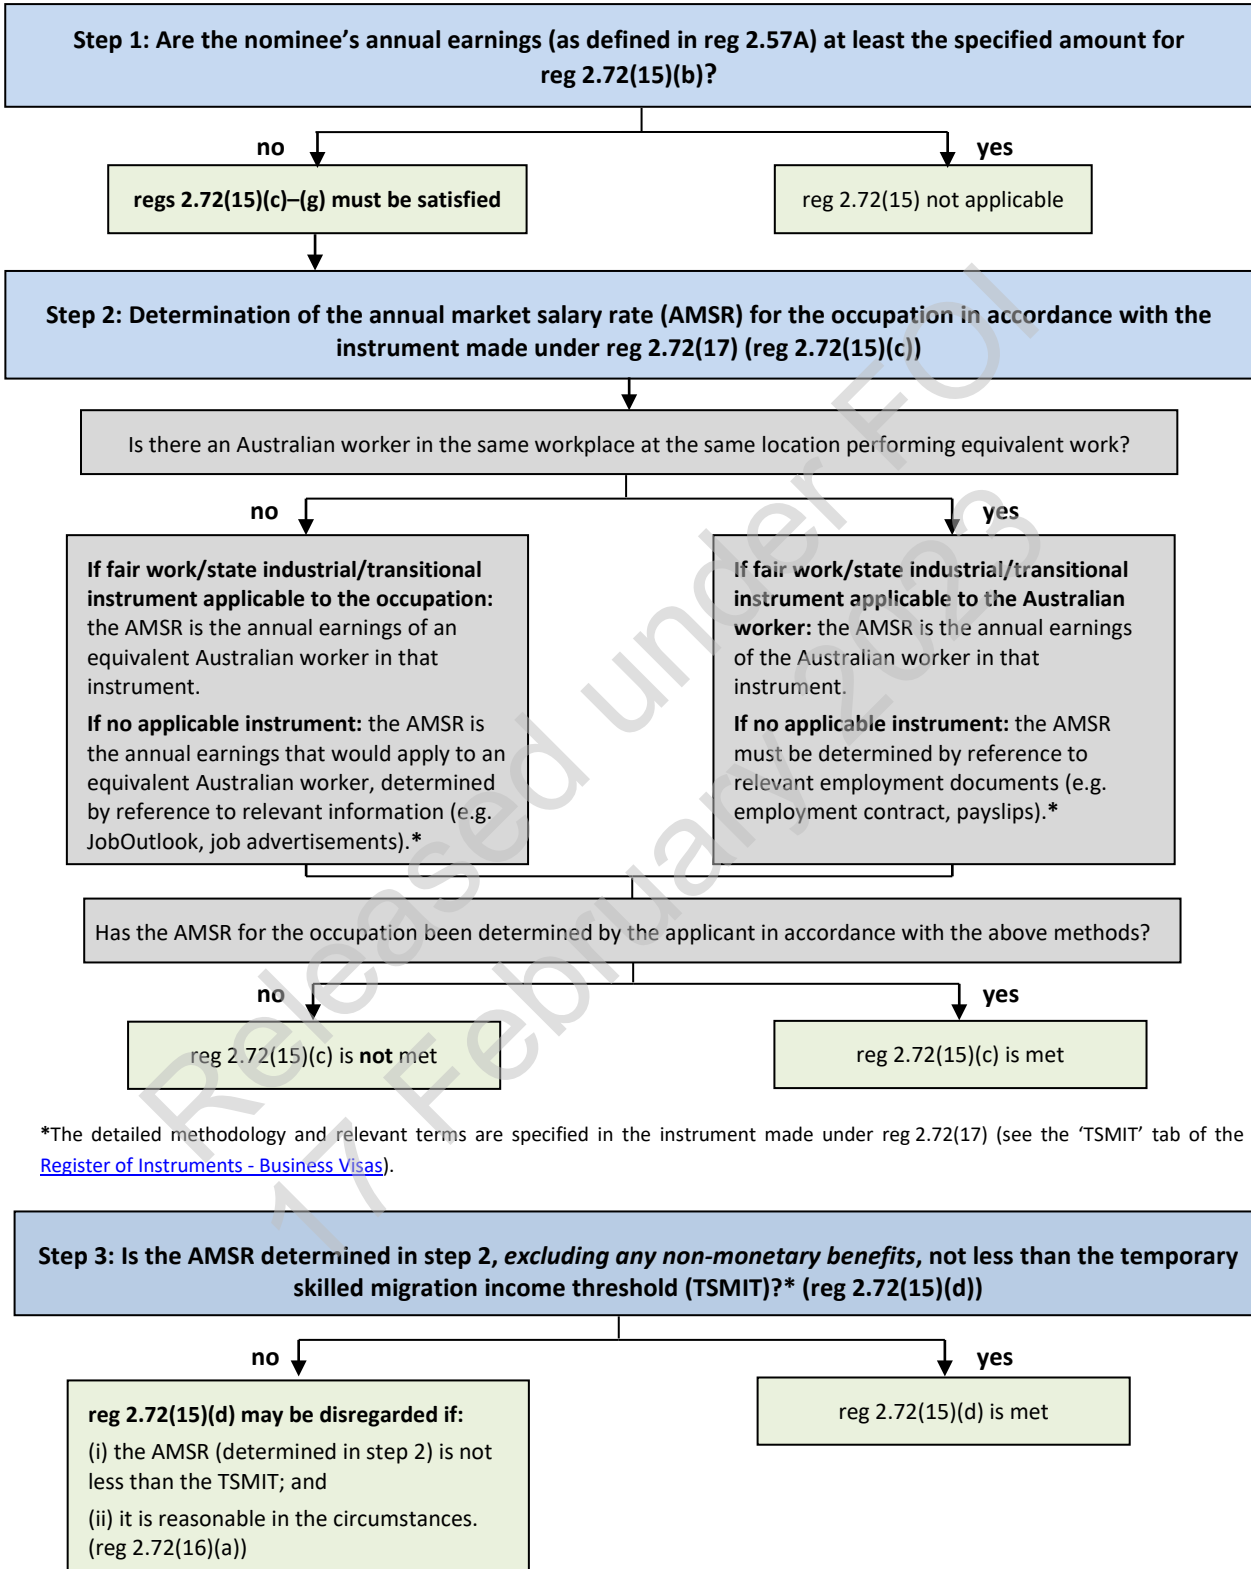 Step 1: Are the nominee's annual earnings (as defined in reg 2.57A) at least the specified amount for
reg 2.72(15)(b)?
no
yes
regs 2.72(15)(c)–(g) must be satisfied
reg 2.72(15) not applicable
Step 2: Determination of the annual market salary rate (AMSR) for the occupation in accordance with the
instrument made under reg 2.72(17) (reg 2.72(15)(c))
Is there an Australian worker in the same workplace at the same location performing equivalent work?
no
yes
If fair work/state industrial/transitional
instrument applicable to the occupation:
the AMSR is the annual earnings of an
equivalent Australian worker in that
instrument.
If no applicable instrument: the AMSR is
the annual earnings that would apply to an
equivalent Australian worker, determined
by reference to relevant information (e.g.
JobOutlook, job advertisements).*
If fair work/state industrial/transitional
instrument applicable to the Australian
worker: the AMSR is the annual earnings
of the Australian worker in that
instrument.
If no applicable instrument: the AMSR
must be determined by reference to
relevant employment documents (e.g.
employment contract, payslips).*
Has the AMSR for the occupation been determined by the applicant in accordance with the above methods?
no
yes
reg 2.72(15)(c) is not met
reg 2.72(15)(c) is met
*The detailed methodology and relevant terms are specified in the instrument made under reg 2.72(17) (see the 'TSMIT' tab of the
Register of Instruments - Business Visas).
Step 3: Is the AMSR determined in step 2, excluding any non-monetary benefits, not less than the temporary
skilled migration income threshold (TSMIT)?* (reg 2.72(15)(d))
no
yes
reg 2.72(15)(d) may be disregarded if:
(i) the AMSR (determined in step 2) is not
less than the TSMIT; and
(ii) it is reasonable in the circumstances.
(reg 2.72(16)(a))
reg 2.72(15)(d) is met
Released under FOI
17 February 2023